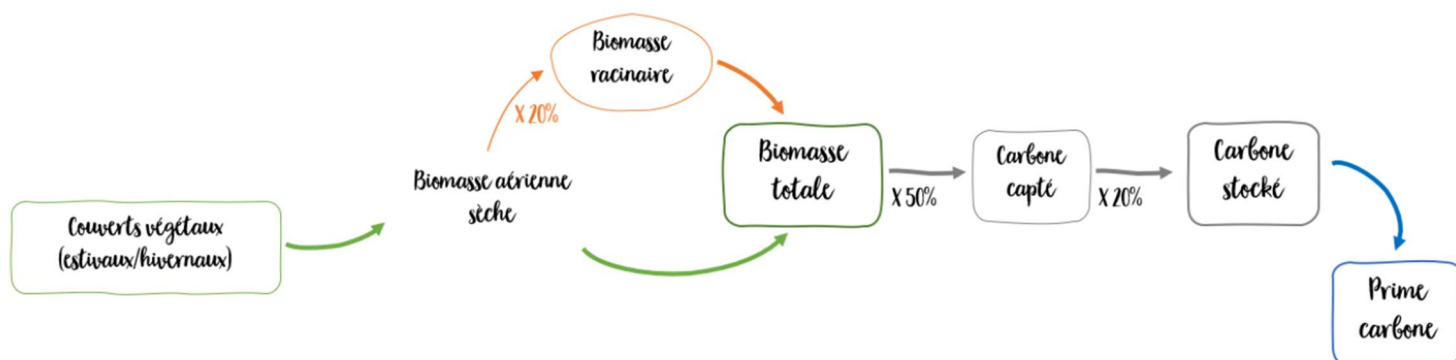 Couverts végétaux
(estivaux/hivernaux)
Biomasse aérienne
sèche
X 20%
Biomasse
racinaire
Biomasse
totale
X 50%
Carbone
capté
X 20%
Carbone
stocké
Prime
carbone